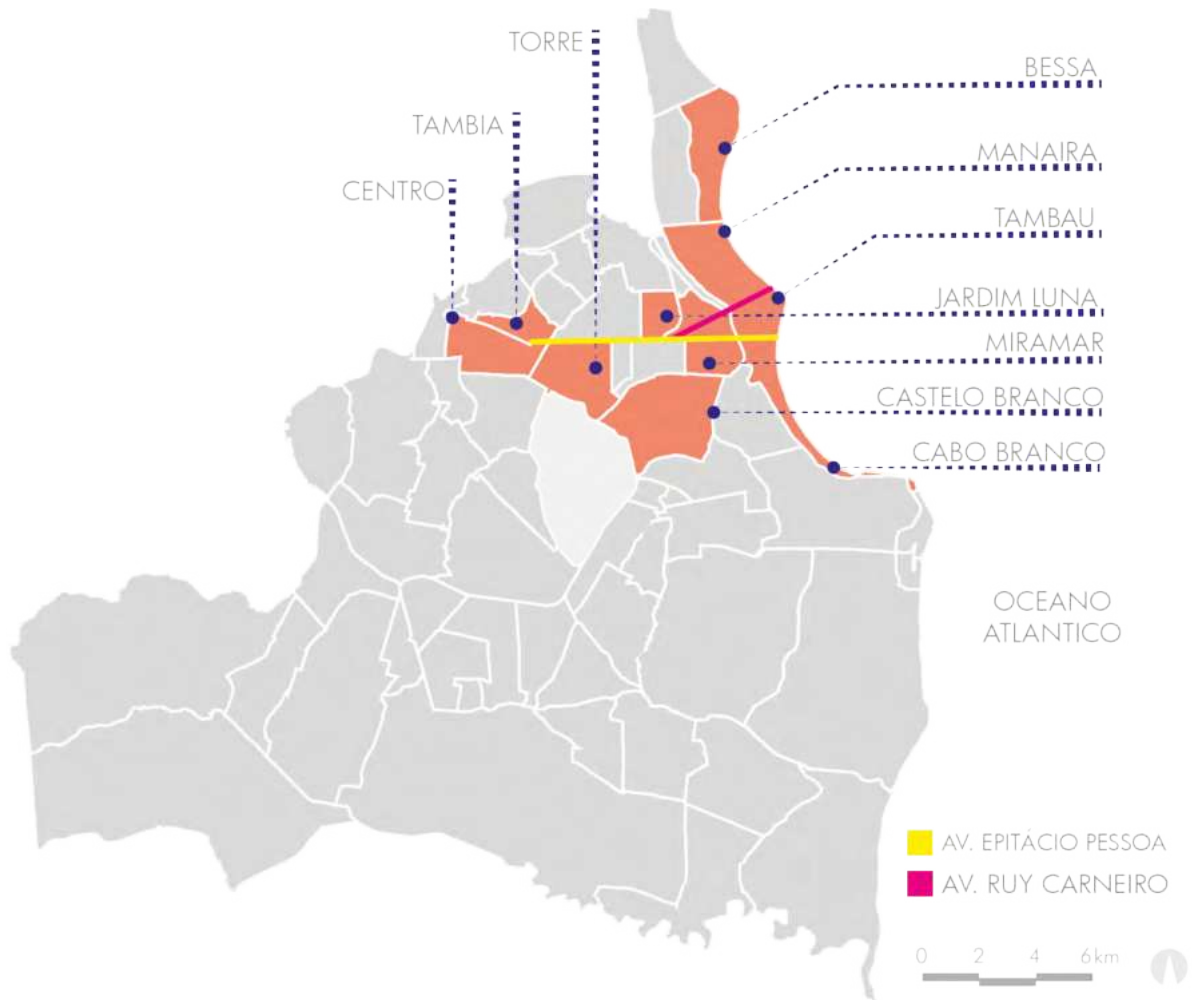 TORRE
BESSA
TAMBIA
MANAIRA
CENTRO
TAMBAU
JARDIM LUNA
MIRAMAR
CASTELO BRANCO
CABO BRANCO
OCEANO
ATLANTICO
AV. EPITÁCIO PESSOA
AV. RUY CARNEIRO
0 2 4 6km